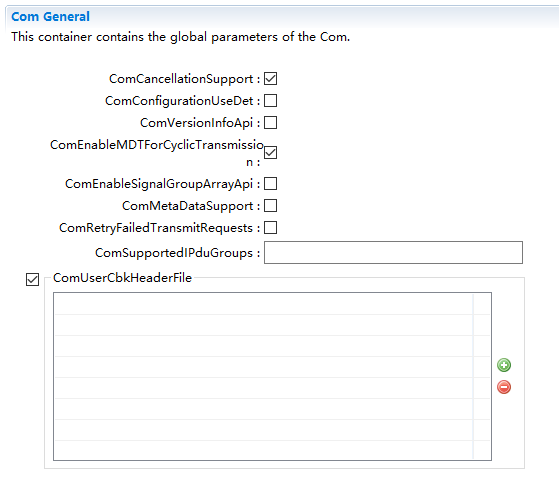 Com General
This container contains the global parameters of the Com.
ComCancellationSupport :
ComConfigurationUseDet :
ComVersionInfoApi :
ComEnableMDTForCyclicTransmissio
n :
ComEnableSignalGroupArrayApi :
ComMetaDataSupport :
ComRetryFailedTransmitRequests :
ComSupportedIPduGroups :
ComUserCbkHeaderFile